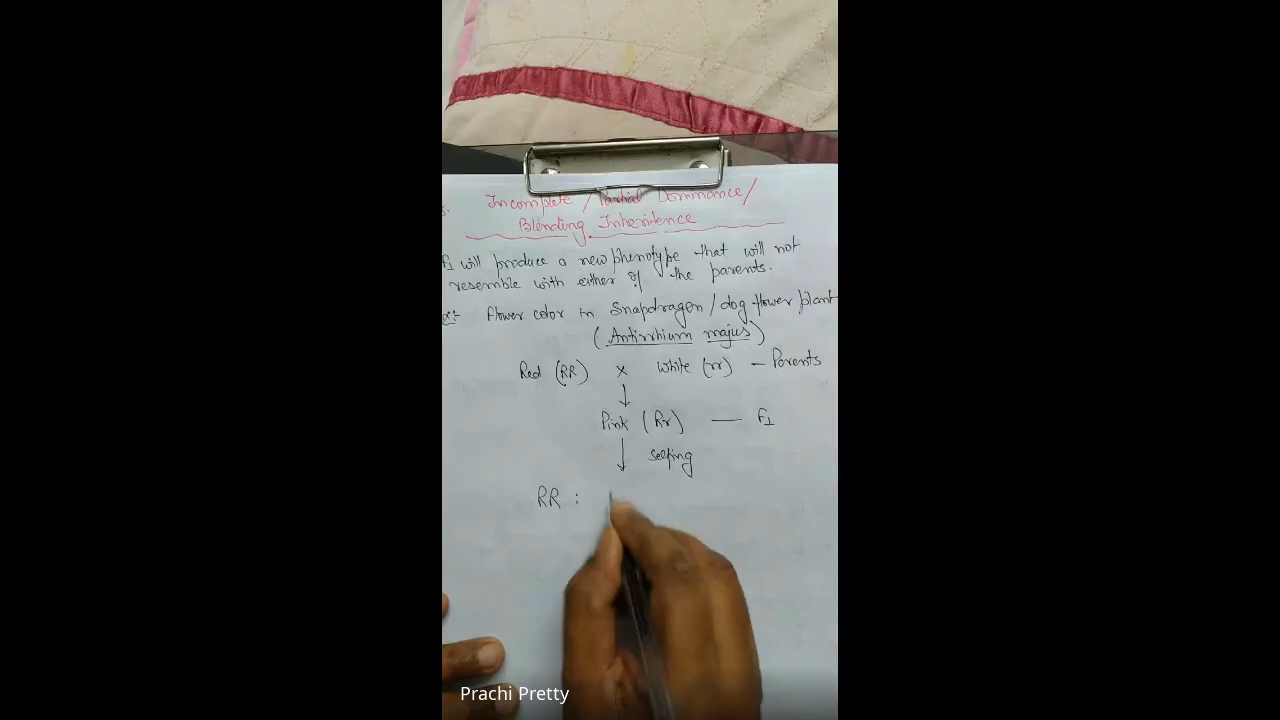 Incomplete / Partial Dominance /
Blending Inheritence
F1 will produce a new phenotype that will not
resemble with either of the parents.
Ex:- Flower color in Snapdragon / dog flower plant
(Antirrhium majus)
Red (RR) x White (rr) — Parents
Pink (Rr) — F1
selfing
RR :
Prachi Pretty